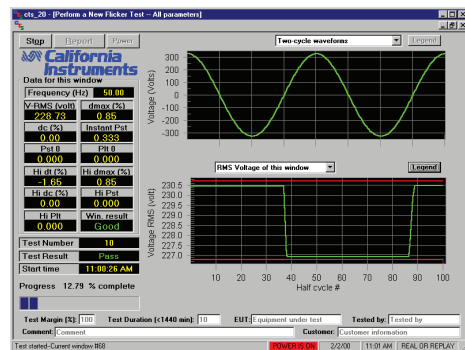 cts_20 - [Perform a New Flicker Test -- All parameters]
Stop Report Power
California
Instruments
Two-cycle waveforms Legend
Data for this window
Frequency (Hz) 50.00
V-RMS (volt) dmax (%)
228.73 0.85
dc (%) Instant Pst
0.00 0.333
Pst 0 Plt 0
0.000 0.000
Hi dt (%) Hi dmax (%)
-1.65 0.85
Hi dc (%) Hi Pst
0.00 0.000
Hi Plt Win. result
0.000 Good
Test Number 10
Test Result Pass
Start time 11:00:26 AM
Progress 12.79 % complete
Voltage (Volts)
300
200
100
0
-100
-200
-300
RMS Voltage of this window Legend
Voltage RMS (volt)
230.5
230.0
229.5
229.0
228.5
228.0
227.5
227.0
10 20 30 40 50 60 70 80 90 100
Half cycle #
Test Margin (%): 100 Test Duration (<1440 min): 10 EUT: Equipment under test Tested by: Tested by
Comment: Comment Customer: Customer information
Test started-Current window #68 POWER IS ON 2/2/00 11:01 AM REAL OR REPLAY